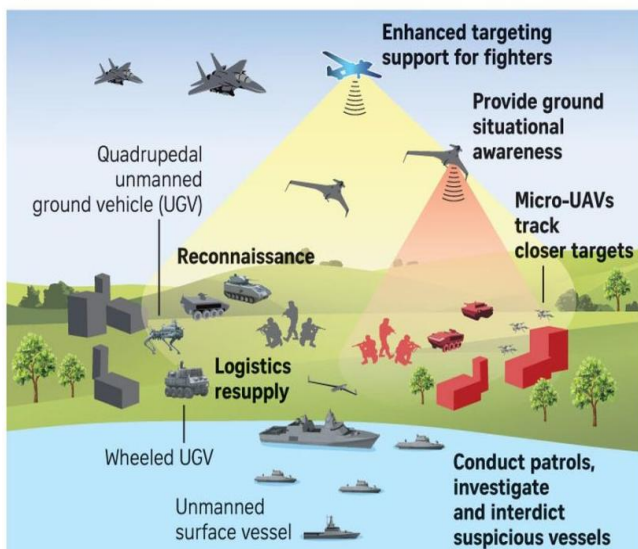 Enhanced targeting
support for fighters
Provide ground
situational
awareness
Quadrupedal
unmanned
ground vehicle (UGV)
Micro-UAVs
track
closer targets
Reconnaissance
Logistics
resupply
Wheeled UGV
Unmanned
surface vessel
Conduct patrols,
investigate
and interdict
suspicious vessels